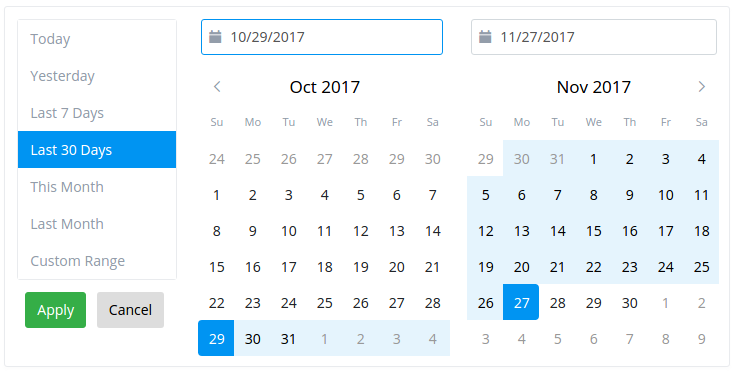 Today
Yesterday
Last 7 Days
Last 30 Days
This Month
Last Month
Custom Range
Apply Cancel
10/29/2017
Oct 2017
Su Mo Tu We Th Fr Sa
24 25 26 27 28 29 30
1 2 3 4 5 6 7
8 9 10 11 12 13 14
15 16 17 18 19 20 21
22 23 24 25 26 27 28
29 30 31 1 2 3 4
11/27/2017
Nov 2017
Su Mo Tu We Th Fr Sa
29 30 31 1 2 3 4
5 6 7 8 9 10 11
12 13 14 15 16 17 18
19 20 21 22 23 24 25
26 27 28 29 30 1 2
3 4 5 6 7 8 9